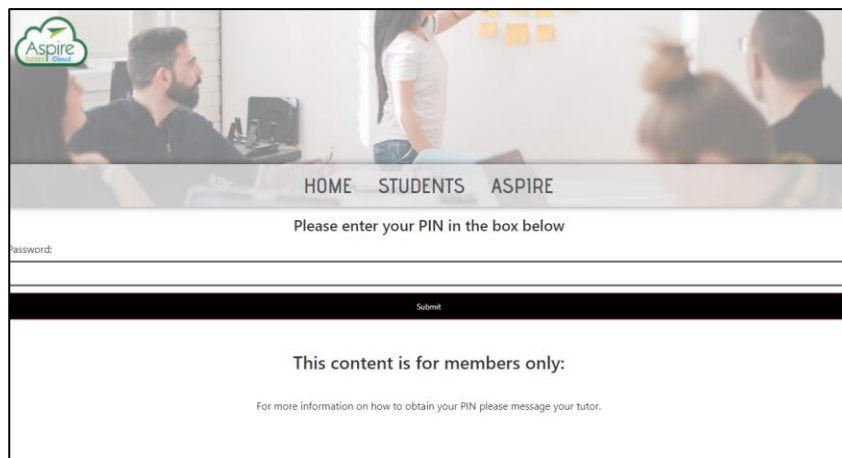 Aspire
Cloud
HOME STUDENTS ASPIRE
Please enter your PIN in the box below
Password:
Submit
This content is for members only:
For more information on how to obtain your PIN please message your tutor.